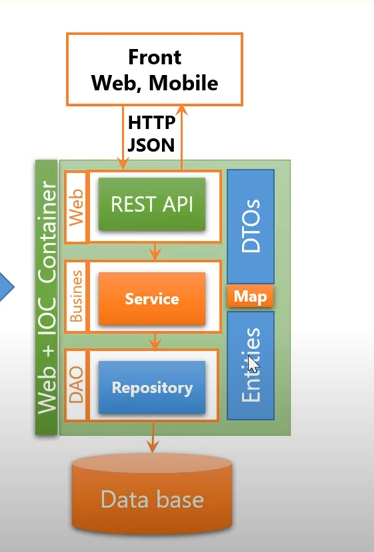 Front
Web, Mobile
HTTP
JSON
Web + IOC Container
Web
REST API
DTOs
Map
Busines
Service
Entities
DAO
Repository
Data base